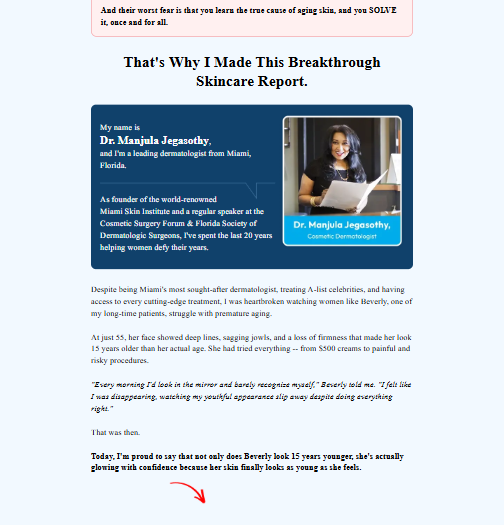 And their worst fear is that you learn the true cause of aging skin, and you SOLVE
it, once and for all.
That's Why I Made This Breakthrough
Skincare Report.
My name is
Dr. Manjula Jegasothy,
and I'm a leading dermatologist from Miami,
Florida.
As founder of the world-renowned
Miami Skin Institute and a regular speaker at the
Cosmetic Surgery Forum & Florida Society of
Dermatologic Surgeons, I've spent the last 20 years
helping women defy their years.
Dr. Manjula Jegasothy,
Cosmetic Dermatologist
Despite being Miami's most sought-after dermatologist, treating A-list celebrities, and having
access to every cutting-edge treatment, I was heartbroken watching women like Beverly, one of
my long-time patients, struggle with premature aging.
At just 55, her face showed deep lines, sagging jowls, and a loss of firmness that made her look
15 years older than her actual age. She had tried everything -- from $500 creams to painful and
risky procedures.
"Every morning I'd look in the mirror and barely recognize myself," Beverly told me. "I felt like
I was disappearing, watching my youthful appearance slip away despite doing everything
right."
That was then.
Today, I'm proud to say that not only does Beverly look 15 years younger, she's actually
glowing with confidence because her skin finally looks as young as she feels.